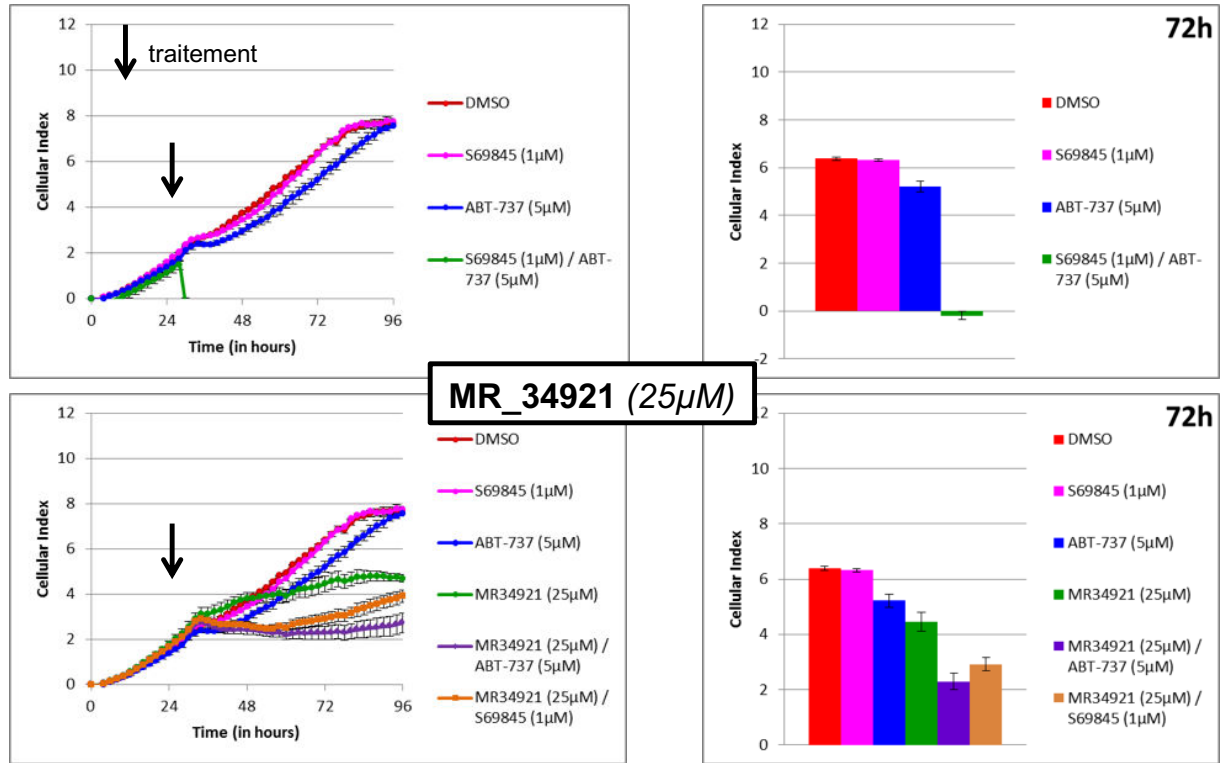 12
10
8
6
4
2
0
Cellular Index
traitement
0 24 48 72 96
Time (in hours)
DMSO
S69845 (1µM)
ABT-737 (5µM)
S69845 (1µM) / ABT-
737 (5µM)
72h
12
10
8
6
4
2
0
-2
Cellular Index
DMSO
S69845 (1µM)
ABT-737 (5µM)
S69845 (1µM) / ABT-
737 (5µM)
MR_34921 (25µM)
12
10
8
6
4
2
0
Cellular Index
0 24 48 72 96
Time (in hours)
DMSO
S69845 (1µM)
ABT-737 (5µM)
MR34921 (25µM)
MR34921 (25µM) /
ABT-737 (5µM)
MR34921 (25µM) /
S69845 (1µM)
72h
12
10
8
6
4
2
0
Cellular Index
DMSO
S69845 (1µM)
ABT-737 (5µM)
MR34921 (25µM)
MR34921 (25µM) /
ABT-737 (5µM)
MR34921 (25µM) /
S69845 (1µM)